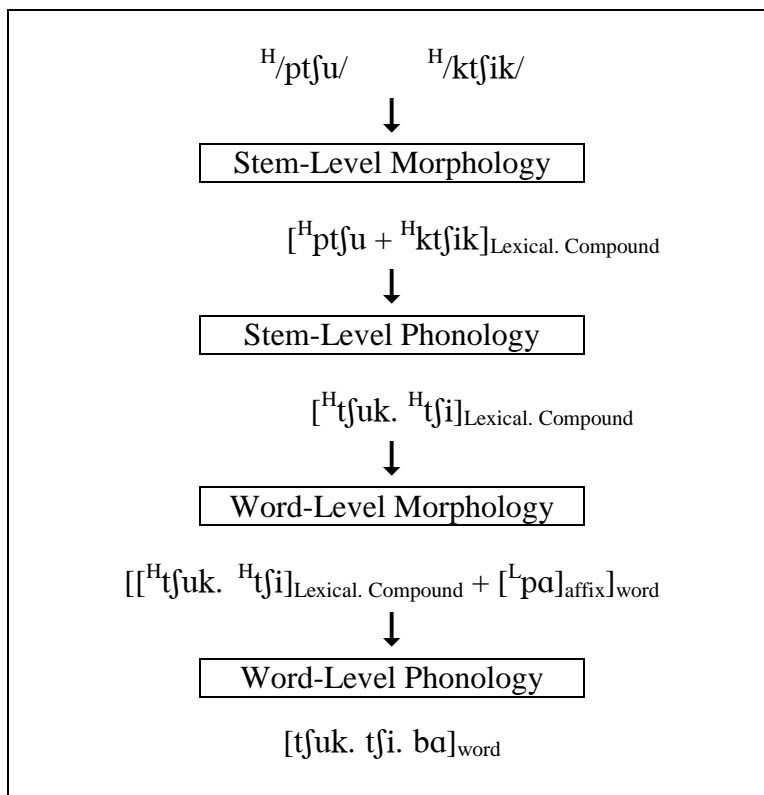 ᴴ/ptʃu/ ᴴ/ktʃik/
Stem-Level Morphology
[ᴴptʃu + ᴴktʃik]Lexical. Compound
Stem-Level Phonology
[ᴴtʃuk. ᴴtʃi]Lexical. Compound
Word-Level Morphology
[[ᴴtʃuk. ᴴtʃi]Lexical. Compound + [ᴸpɑ]affix]word
Word-Level Phonology
[tʃuk. tʃi. bɑ]word